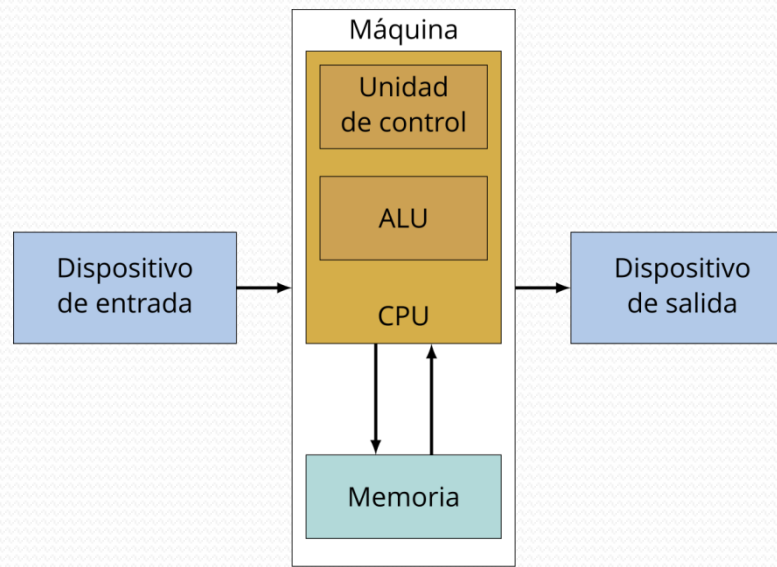 Máquina
Unidad
de control
ALU
CPU
Dispositivo
de entrada
Dispositivo
de salida
Memoria